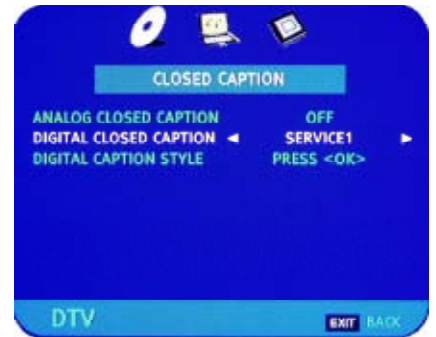 CLOSED CAPTION
ANALOG CLOSED CAPTION OFF
DIGITAL CLOSED CAPTION ◄ SERVICE1 ►
DIGITAL CAPTION STYLE PRESS <OK>
DTV EXIT BACK